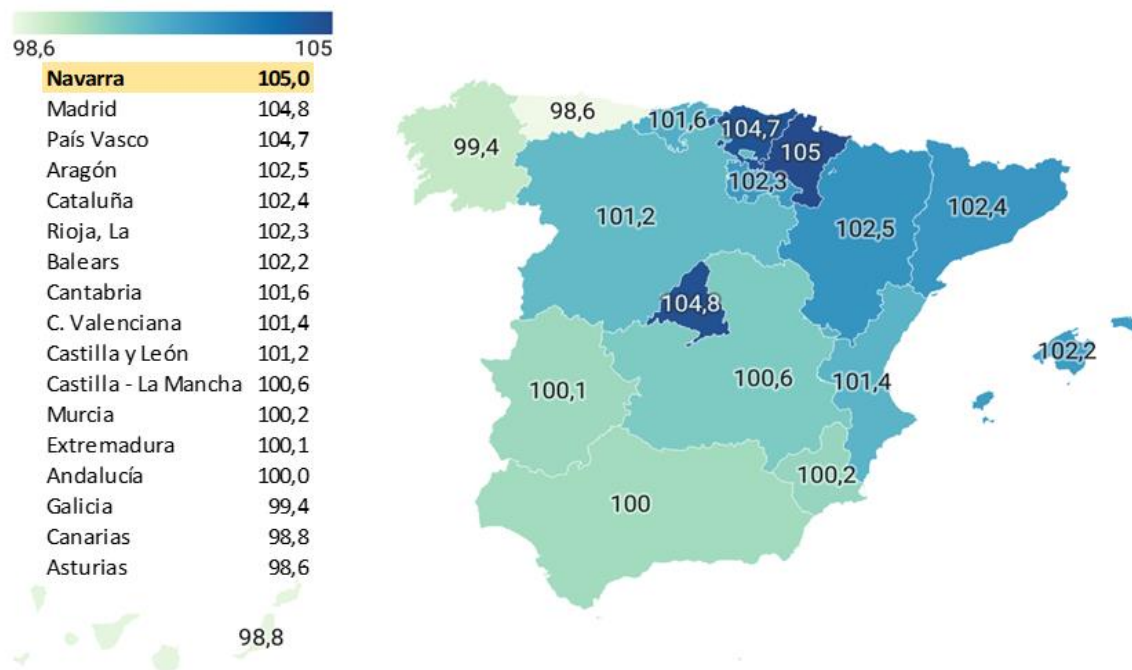 98,6 105
Navarra 105,0
Madrid 104,8
País Vasco 104,7
Aragón 102,5
Cataluña 102,4
Rioja, La 102,3
Balears 102,2
Cantabria 101,6
C. Valenciana 101,4
Castilla y León 101,2
Castilla - La Mancha 100,6
Murcia 100,2
Extremadura 100,1
Andalucía 100,0
Galicia 99,4
Canarias 98,8
Asturias 98,6
98,8
98,6
101,6
104,7
105
99,4
102,3
101,2
102,5
102,4
104,8
102,2
100,1
100,6
101,4
100,2
100